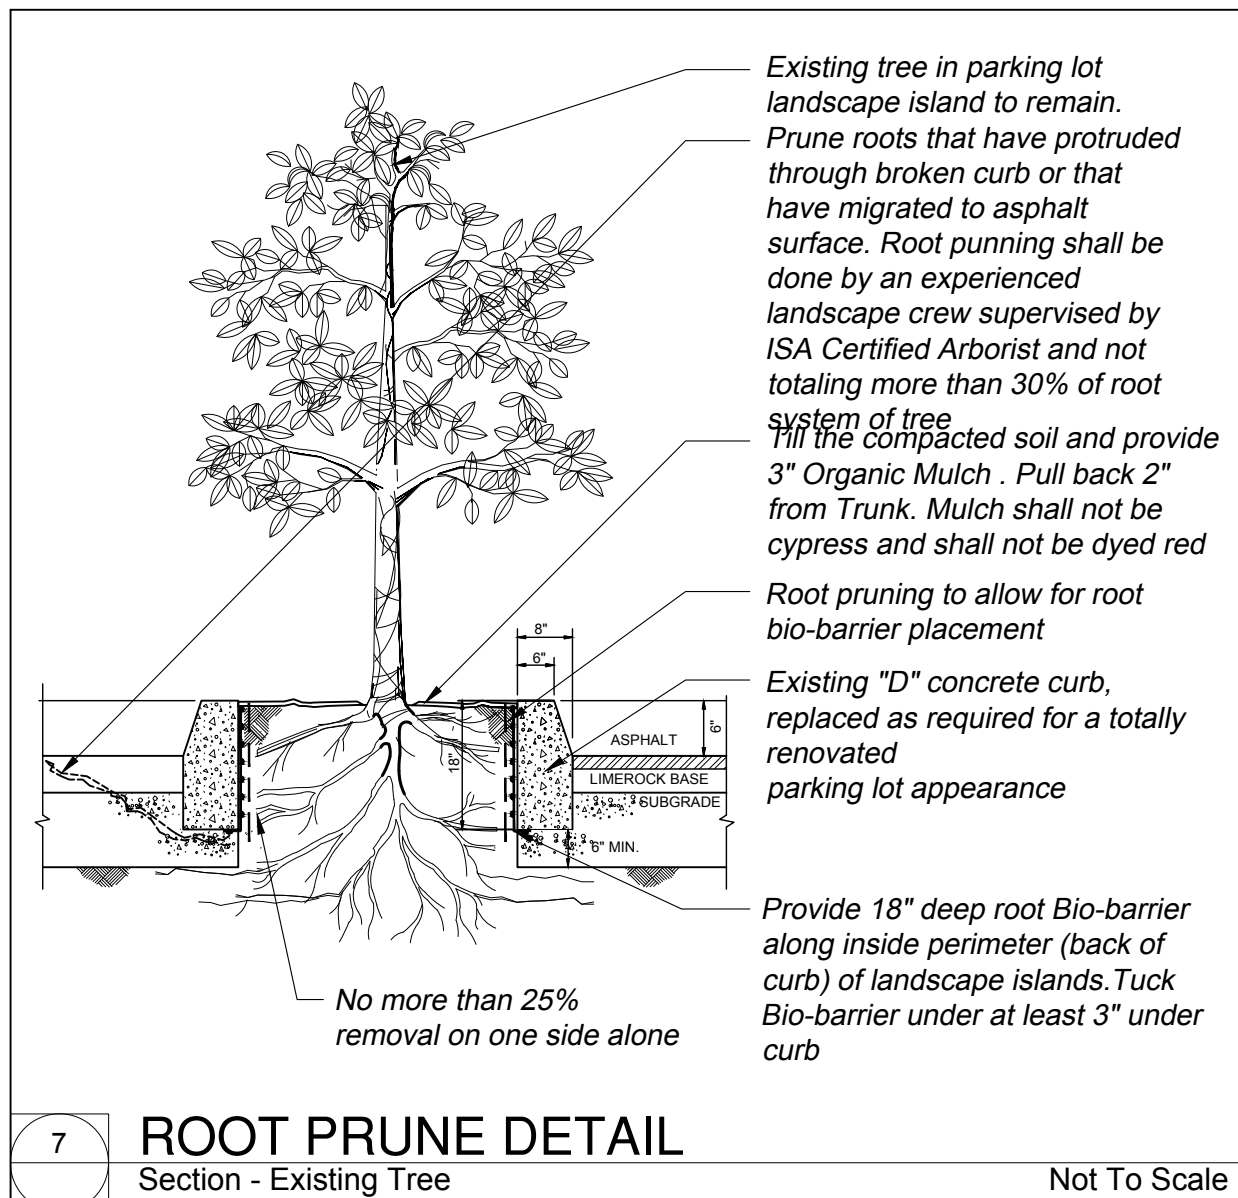 Existing tree in parking lot
landscape island to remain.
Prune roots that have protruded
through broken curb or that
have migrated to asphalt
surface. Root punning shall be
done by an experienced
landscape crew supervised by
ISA Certified Arborist and not
totaling more than 30% of root
system of tree
Till the compacted soil and provide
3" Organic Mulch . Pull back 2"
from Trunk. Mulch shall not be
cypress and shall not be dyed red
Root pruning to allow for root
bio-barrier placement
Existing "D" concrete curb,
replaced as required for a totally
renovated
parking lot appearance
8"
6"
6"
ASPHALT
LIMEROCK BASE
SUBGRADE
18"
6" MIN.
Provide 18" deep root Bio-barrier
along inside perimeter (back of
curb) of landscape islands.Tuck
Bio-barrier under at least 3" under
curb
No more than 25%
removal on one side alone
7
ROOT PRUNE DETAIL
Section - Existing Tree
Not To Scale